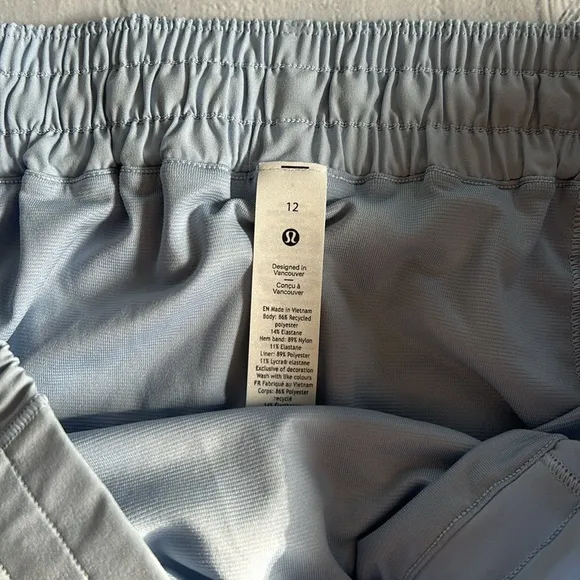 12
Designed in
Vancouver
Conçu à
Vancouver
EN Made in Vietnam
Body: 86% Recycled
polyester
14% Elastane
Hem band: 89% Nylon
11% Elastane
Liner: 89% Polyester
11% Lycra® elastane
Exclusive of decoration
Wash with like colours
FR Fabriqué au Vietnam
Corps: 86% Polyester
recyclé
14% Elastane